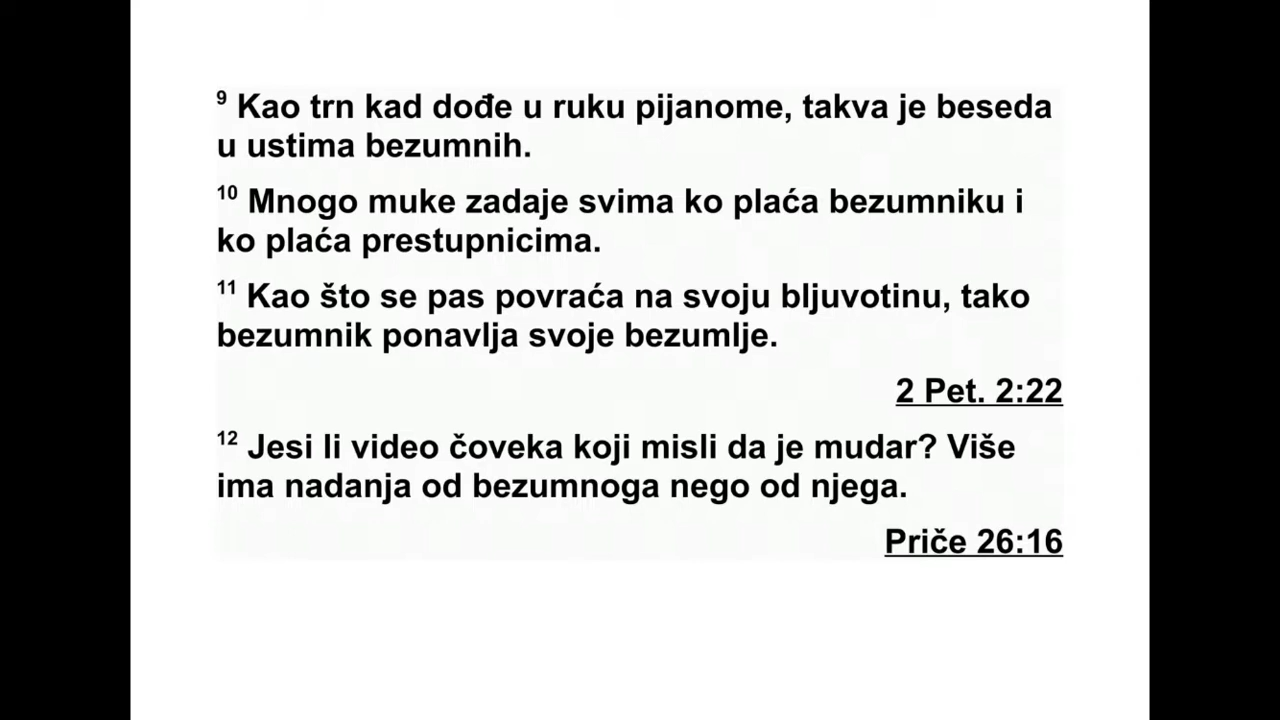 9 Kao trn kad dođe u ruku pijanome, takva je beseda
u ustima bezumnih.
10 Mnogo muke zadaje svima ko plaća bezumniku i
ko plaća prestupnicima.
11 Kao što se pas povraća na svoju bljuvotinu, tako
bezumnik ponavlja svoje bezumlje.
2 Pet. 2:22
12 Jesi li video čoveka koji misli da je mudar? Više
ima nadanja od bezumnoga nego od njega.
Priče 26:16